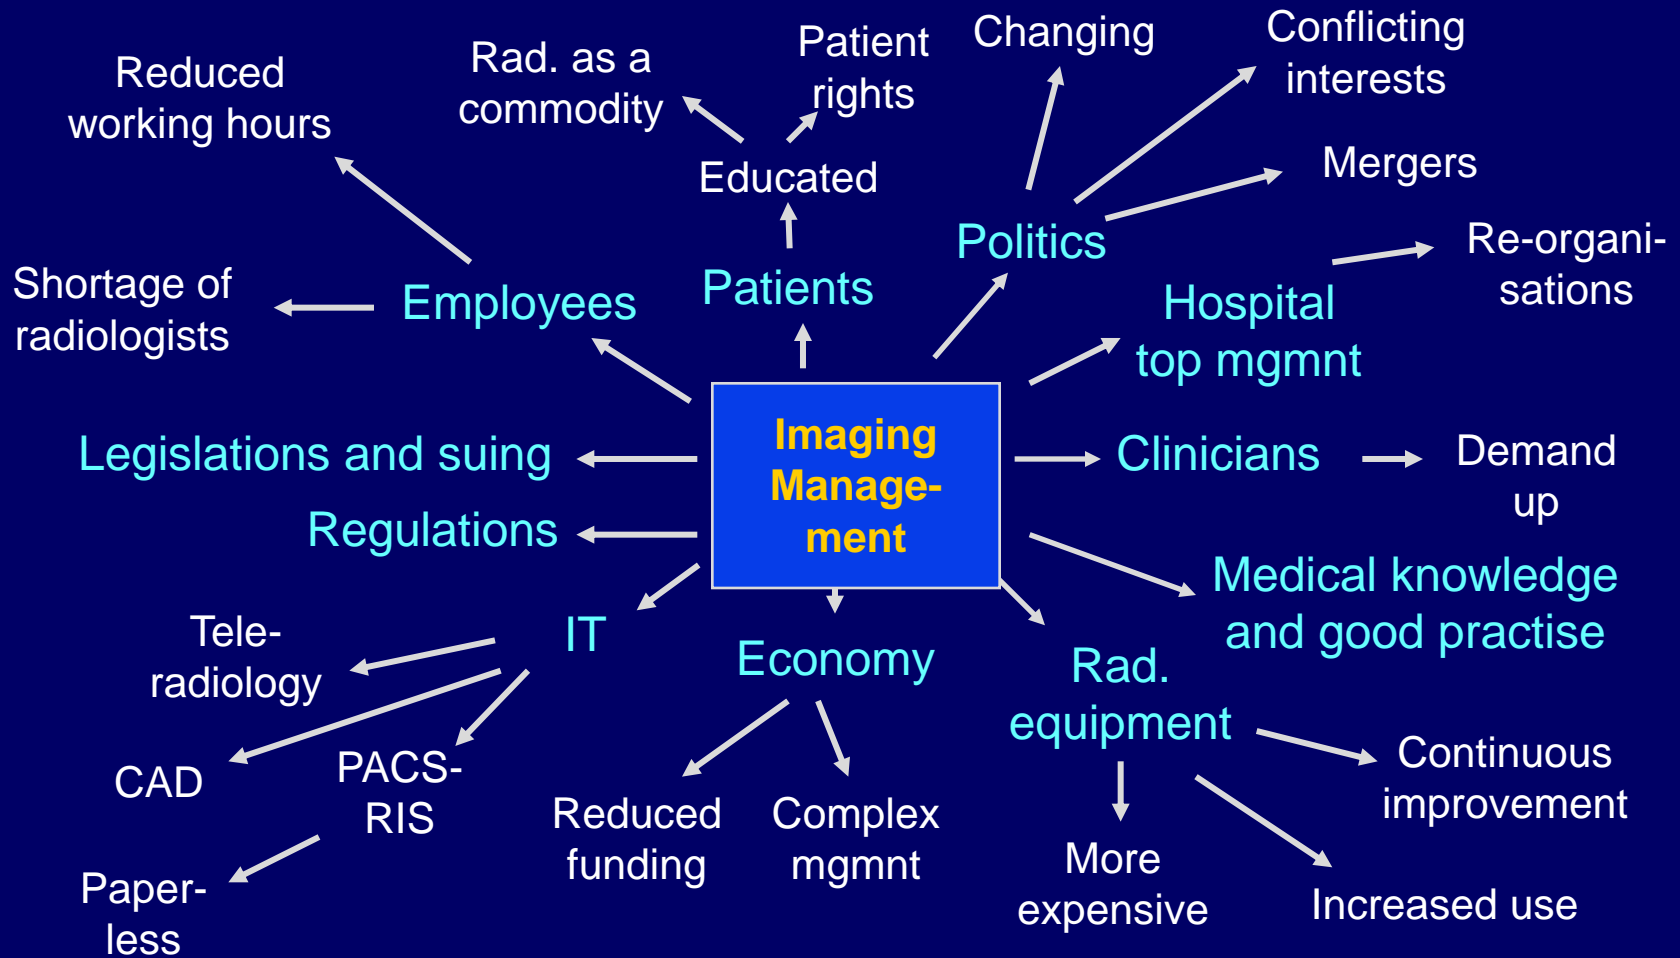 Reduced
working hours
Rad. as a
commodity
Patient
rights
Changing
Conflicting
interests
Educated
Mergers
Shortage of
radiologists
Employees
Patients
Politics
Hospital
top mgmnt
Re-organi-
sations
Legislations and suing
Imaging
Manage-
ment
Clinicians
Demand
up
Regulations
Medical knowledge
and good practise
Tele-
radiology
IT
Economy
Rad.
equipment
CAD
PACS-
RIS
Reduced
funding
Complex
mgmnt
Continuous
improvement
Paper-
less
More
expensive
Increased use